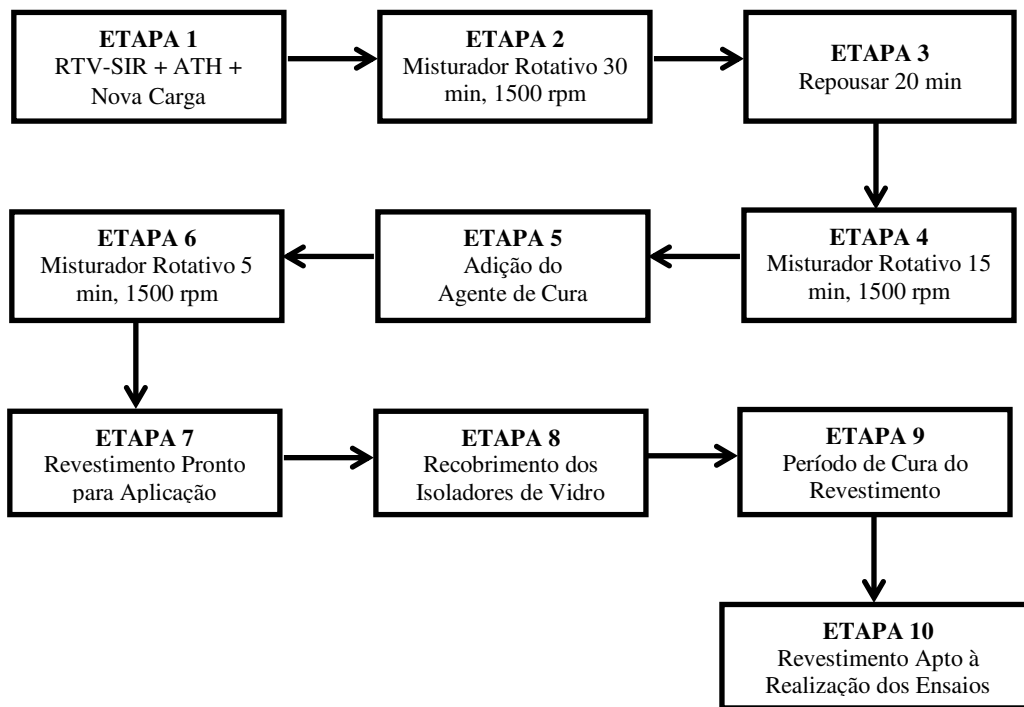 ETAPA 1
RTV-SIR + ATH +
Nova Carga
ETAPA 2
Misturador Rotativo 30
min, 1500 rpm
ETAPA 3
Repousar 20 min
ETAPA 4
Misturador Rotativo 15
min, 1500 rpm
ETAPA 5
Adição do
Agente de Cura
ETAPA 6
Misturador Rotativo 5
min, 1500 rpm
ETAPA 7
Revestimento Pronto
para Aplicação
ETAPA 8
Recobrimento dos
Isoladores de Vidro
ETAPA 9
Período de Cura do
Revestimento
ETAPA 10
Revestimento Apto à
Realização dos Ensaios